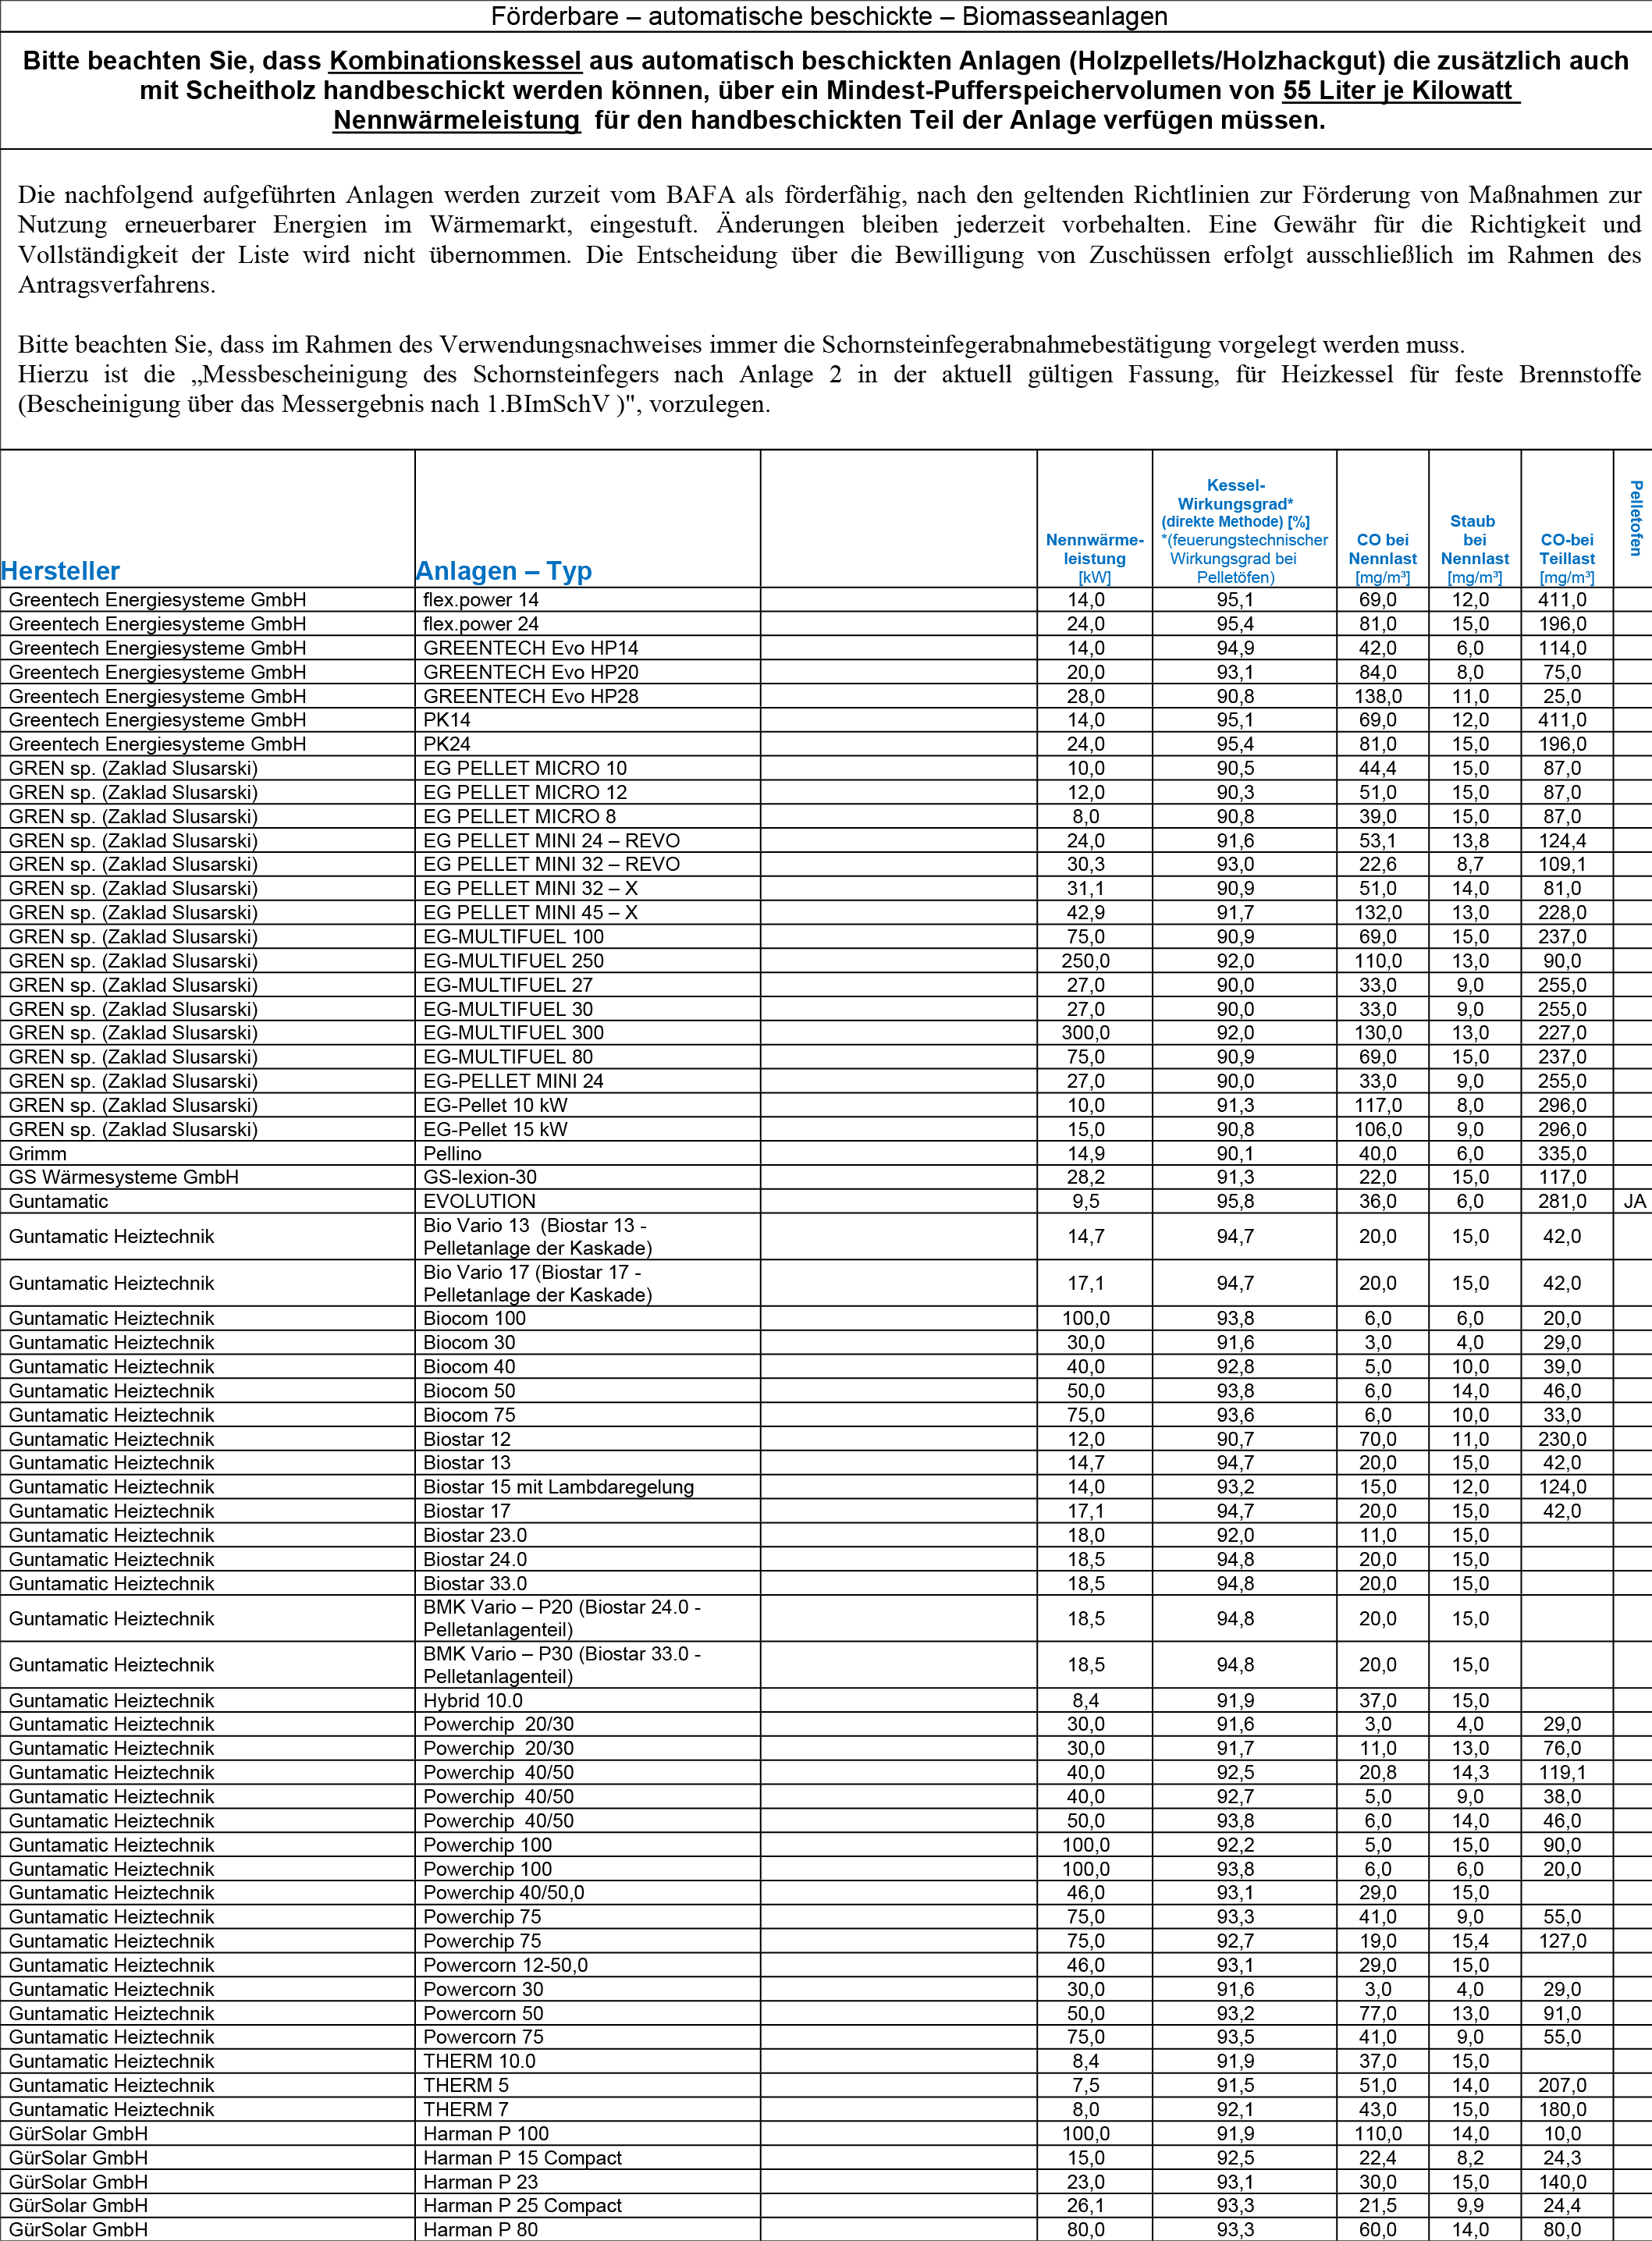 Förderbare – automatische beschickte – Biomasseanlagen
Bitte beachten Sie, dass Kombinationskessel aus automatisch beschickten Anlagen (Holzpellets/Holzhackgut) die zusätzlich auch
mit Scheitholz handbeschickt werden können, über ein Mindest-Pufferspeichervolumen von 55 Liter je Kilowatt
Nennwärmeleistung für den handbeschickten Teil der Anlage verfügen müssen.
Die nachfolgend aufgeführten Anlagen werden zurzeit vom BAFA als förderfähig, nach den geltenden Richtlinien zur Förderung von Maßnahmen zur
Nutzung erneuerbarer Energien im Wärmemarkt, eingestuft. Änderungen bleiben jederzeit vorbehalten. Eine Gewähr für die Richtigkeit und
Vollständigkeit der Liste wird nicht übernommen. Die Entscheidung über die Bewilligung von Zuschüssen erfolgt ausschließlich im Rahmen des
Antragsverfahrens.
Bitte beachten Sie, dass im Rahmen des Verwendungsnachweises immer die Schornsteinfegerabnahmebestätigung vorgelegt werden muss.
Hierzu ist die „Messbescheinigung des Schornsteinfegers nach Anlage 2 in der aktuell gültigen Fassung, für Heizkessel für feste Brennstoffe
(Bescheinigung über das Messergebnis nach 1.BImSchV )", vorzulegen.
Hersteller Anlagen – Typ Nennwärme-leistung [kW] Kessel-Wirkungsgrad* (direkte Methode) [%] *(feuerungstechnischer Wirkungsgrad bei Pelletöfen) CO bei Nennlast [mg/m³] Staub bei Nennlast [mg/m³] CO-bei Teillast [mg/m³] Pelletofen
Greentech Energiesysteme GmbH flex.power 14 14,0 95,1 69,0 12,0 411,0
Greentech Energiesysteme GmbH flex.power 24 24,0 95,4 81,0 15,0 196,0
Greentech Energiesysteme GmbH GREENTECH Evo HP14 14,0 94,9 42,0 6,0 114,0
Greentech Energiesysteme GmbH GREENTECH Evo HP20 20,0 93,1 84,0 8,0 75,0
Greentech Energiesysteme GmbH GREENTECH Evo HP28 28,0 90,8 138,0 11,0 25,0
Greentech Energiesysteme GmbH PK14 14,0 95,1 69,0 12,0 411,0
Greentech Energiesysteme GmbH PK24 24,0 95,4 81,0 15,0 196,0
GREN sp. (Zaklad Slusarski) EG PELLET MICRO 10 10,0 90,5 44,4 15,0 87,0
GREN sp. (Zaklad Slusarski) EG PELLET MICRO 12 12,0 90,3 51,0 15,0 87,0
GREN sp. (Zaklad Slusarski) EG PELLET MICRO 8 8,0 90,8 39,0 15,0 87,0
GREN sp. (Zaklad Slusarski) EG PELLET MINI 24 – REVO 24,0 91,6 53,1 13,8 124,4
GREN sp. (Zaklad Slusarski) EG PELLET MINI 32 – REVO 30,3 93,0 22,6 8,7 109,1
GREN sp. (Zaklad Slusarski) EG PELLET MINI 32 – X 31,1 90,9 51,0 14,0 81,0
GREN sp. (Zaklad Slusarski) EG PELLET MINI 45 – X 42,9 91,7 132,0 13,0 228,0
GREN sp. (Zaklad Slusarski) EG-MULTIFUEL 100 75,0 90,9 69,0 15,0 237,0
GREN sp. (Zaklad Slusarski) EG-MULTIFUEL 250 250,0 92,0 110,0 13,0 90,0
GREN sp. (Zaklad Slusarski) EG-MULTIFUEL 27 27,0 90,0 33,0 9,0 255,0
GREN sp. (Zaklad Slusarski) EG-MULTIFUEL 30 27,0 90,0 33,0 9,0 255,0
GREN sp. (Zaklad Slusarski) EG-MULTIFUEL 300 300,0 92,0 130,0 13,0 227,0
GREN sp. (Zaklad Slusarski) EG-MULTIFUEL 80 75,0 90,9 69,0 15,0 237,0
GREN sp. (Zaklad Slusarski) EG-PELLET MINI 24 27,0 90,0 33,0 9,0 255,0
GREN sp. (Zaklad Slusarski) EG-Pellet 10 kW 10,0 91,3 117,0 8,0 296,0
GREN sp. (Zaklad Slusarski) EG-Pellet 15 kW 15,0 90,8 106,0 9,0 296,0
Grimm Pellino 14,9 90,1 40,0 6,0 335,0
GS Wärmesysteme GmbH GS-lexion-30 28,2 91,3 22,0 15,0 117,0
Guntamatic EVOLUTION 9,5 95,8 36,0 6,0 281,0 JA
Guntamatic Heiztechnik Bio Vario 13 (Biostar 13 - Pelletanlage der Kaskade) 14,7 94,7 20,0 15,0 42,0
Guntamatic Heiztechnik Bio Vario 17 (Biostar 17 - Pelletanlage der Kaskade) 17,1 94,7 20,0 15,0 42,0
Guntamatic Heiztechnik Biocom 100 100,0 93,8 6,0 6,0 20,0
Guntamatic Heiztechnik Biocom 30 30,0 91,6 3,0 4,0 29,0
Guntamatic Heiztechnik Biocom 40 40,0 92,8 5,0 10,0 39,0
Guntamatic Heiztechnik Biocom 50 50,0 93,8 6,0 14,0 46,0
Guntamatic Heiztechnik Biocom 75 75,0 93,6 6,0 10,0 33,0
Guntamatic Heiztechnik Biostar 12 12,0 90,7 70,0 11,0 230,0
Guntamatic Heiztechnik Biostar 13 14,7 94,7 20,0 15,0 42,0
Guntamatic Heiztechnik Biostar 15 mit Lambdaregelung 14,0 93,2 15,0 12,0 124,0
Guntamatic Heiztechnik Biostar 17 17,1 94,7 20,0 15,0 42,0
Guntamatic Heiztechnik Biostar 23.0 18,0 92,0 11,0 15,0
Guntamatic Heiztechnik Biostar 24.0 18,5 94,8 20,0 15,0
Guntamatic Heiztechnik Biostar 33.0 18,5 94,8 20,0 15,0
Guntamatic Heiztechnik BMK Vario – P20 (Biostar 24.0 - Pelletanlagenteil) 18,5 94,8 20,0 15,0
Guntamatic Heiztechnik BMK Vario – P30 (Biostar 33.0 - Pelletanlagenteil) 18,5 94,8 20,0 15,0
Guntamatic Heiztechnik Hybrid 10.0 8,4 91,9 37,0 15,0
Guntamatic Heiztechnik Powerchip 20/30 30,0 91,6 3,0 4,0 29,0
Guntamatic Heiztechnik Powerchip 20/30 30,0 91,7 11,0 13,0 76,0
Guntamatic Heiztechnik Powerchip 40/50 40,0 92,5 20,8 14,3 119,1
Guntamatic Heiztechnik Powerchip 40/50 40,0 92,7 5,0 9,0 38,0
Guntamatic Heiztechnik Powerchip 40/50 50,0 93,8 6,0 14,0 46,0
Guntamatic Heiztechnik Powerchip 100 100,0 92,2 5,0 15,0 90,0
Guntamatic Heiztechnik Powerchip 100 100,0 93,8 6,0 6,0 20,0
Guntamatic Heiztechnik Powerchip 40/50,0 46,0 93,1 29,0 15,0
Guntamatic Heiztechnik Powerchip 75 75,0 93,3 41,0 9,0 55,0
Guntamatic Heiztechnik Powerchip 75 75,0 92,7 19,0 15,4 127,0
Guntamatic Heiztechnik Powercorn 12-50,0 46,0 93,1 29,0 15,0
Guntamatic Heiztechnik Powercorn 30 30,0 91,6 3,0 4,0 29,0
Guntamatic Heiztechnik Powercorn 50 50,0 93,2 77,0 13,0 91,0
Guntamatic Heiztechnik Powercorn 75 75,0 93,5 41,0 9,0 55,0
Guntamatic Heiztechnik THERM 10.0 8,4 91,9 37,0 15,0
Guntamatic Heiztechnik THERM 5 7,5 91,5 51,0 14,0 207,0
Guntamatic Heiztechnik THERM 7 8,0 92,1 43,0 15,0 180,0
GürSolar GmbH Harman P 100 100,0 91,9 110,0 14,0 10,0
GürSolar GmbH Harman P 15 Compact 15,0 92,5 22,4 8,2 24,3
GürSolar GmbH Harman P 23 23,0 93,1 30,0 15,0 140,0
GürSolar GmbH Harman P 25 Compact 26,1 93,3 21,5 9,9 24,4
GürSolar GmbH Harman P 80 80,0 93,3 60,0 14,0 80,0